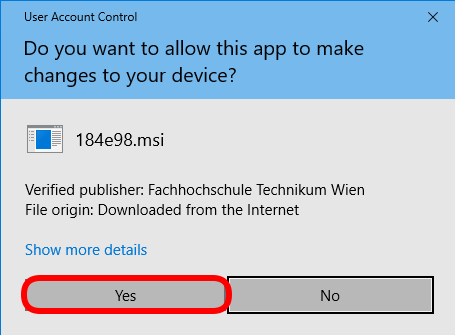 User Account Control
Do you want to allow this app to make
changes to your device?
184e98.msi
Verified publisher: Fachhochschule Technikum Wien
File origin: Downloaded from the Internet
Show more details
Yes
No